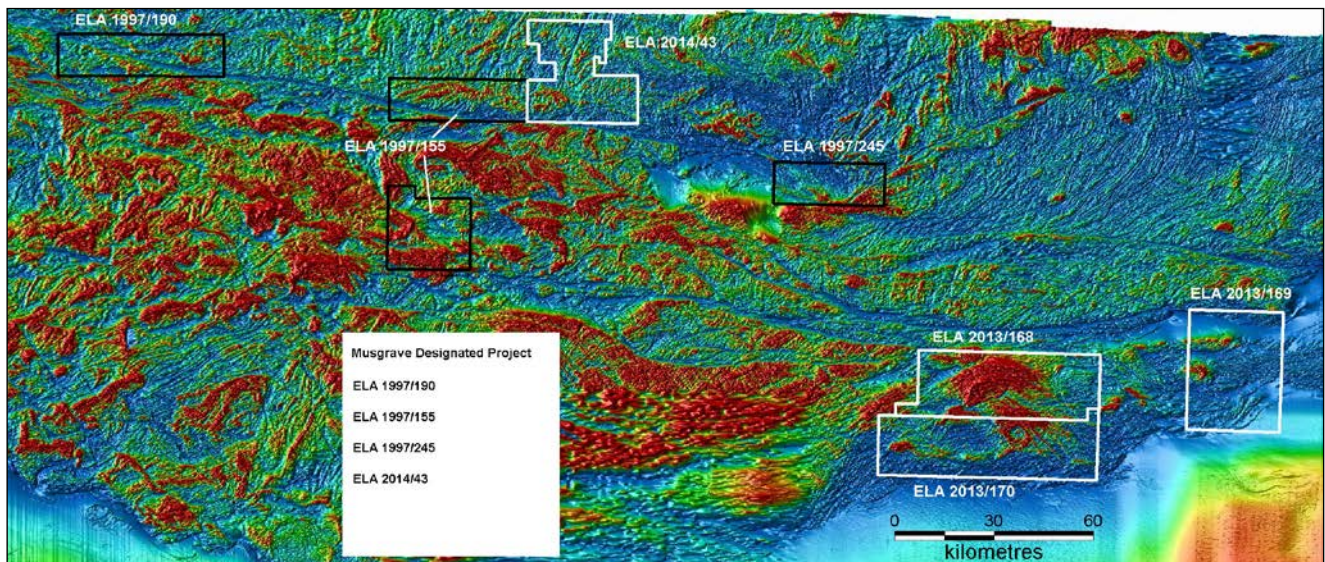 ELA 1997/190
ELA 2014/43
ELA 1997/155
ELA 1997/245
ELA 2013/169
ELA 2013/168
Musgrave Designated Project
ELA 1997/190
ELA 1997/155
ELA 1997/245
ELA 2014/43
ELA 2013/170
0 30 60
kilometres